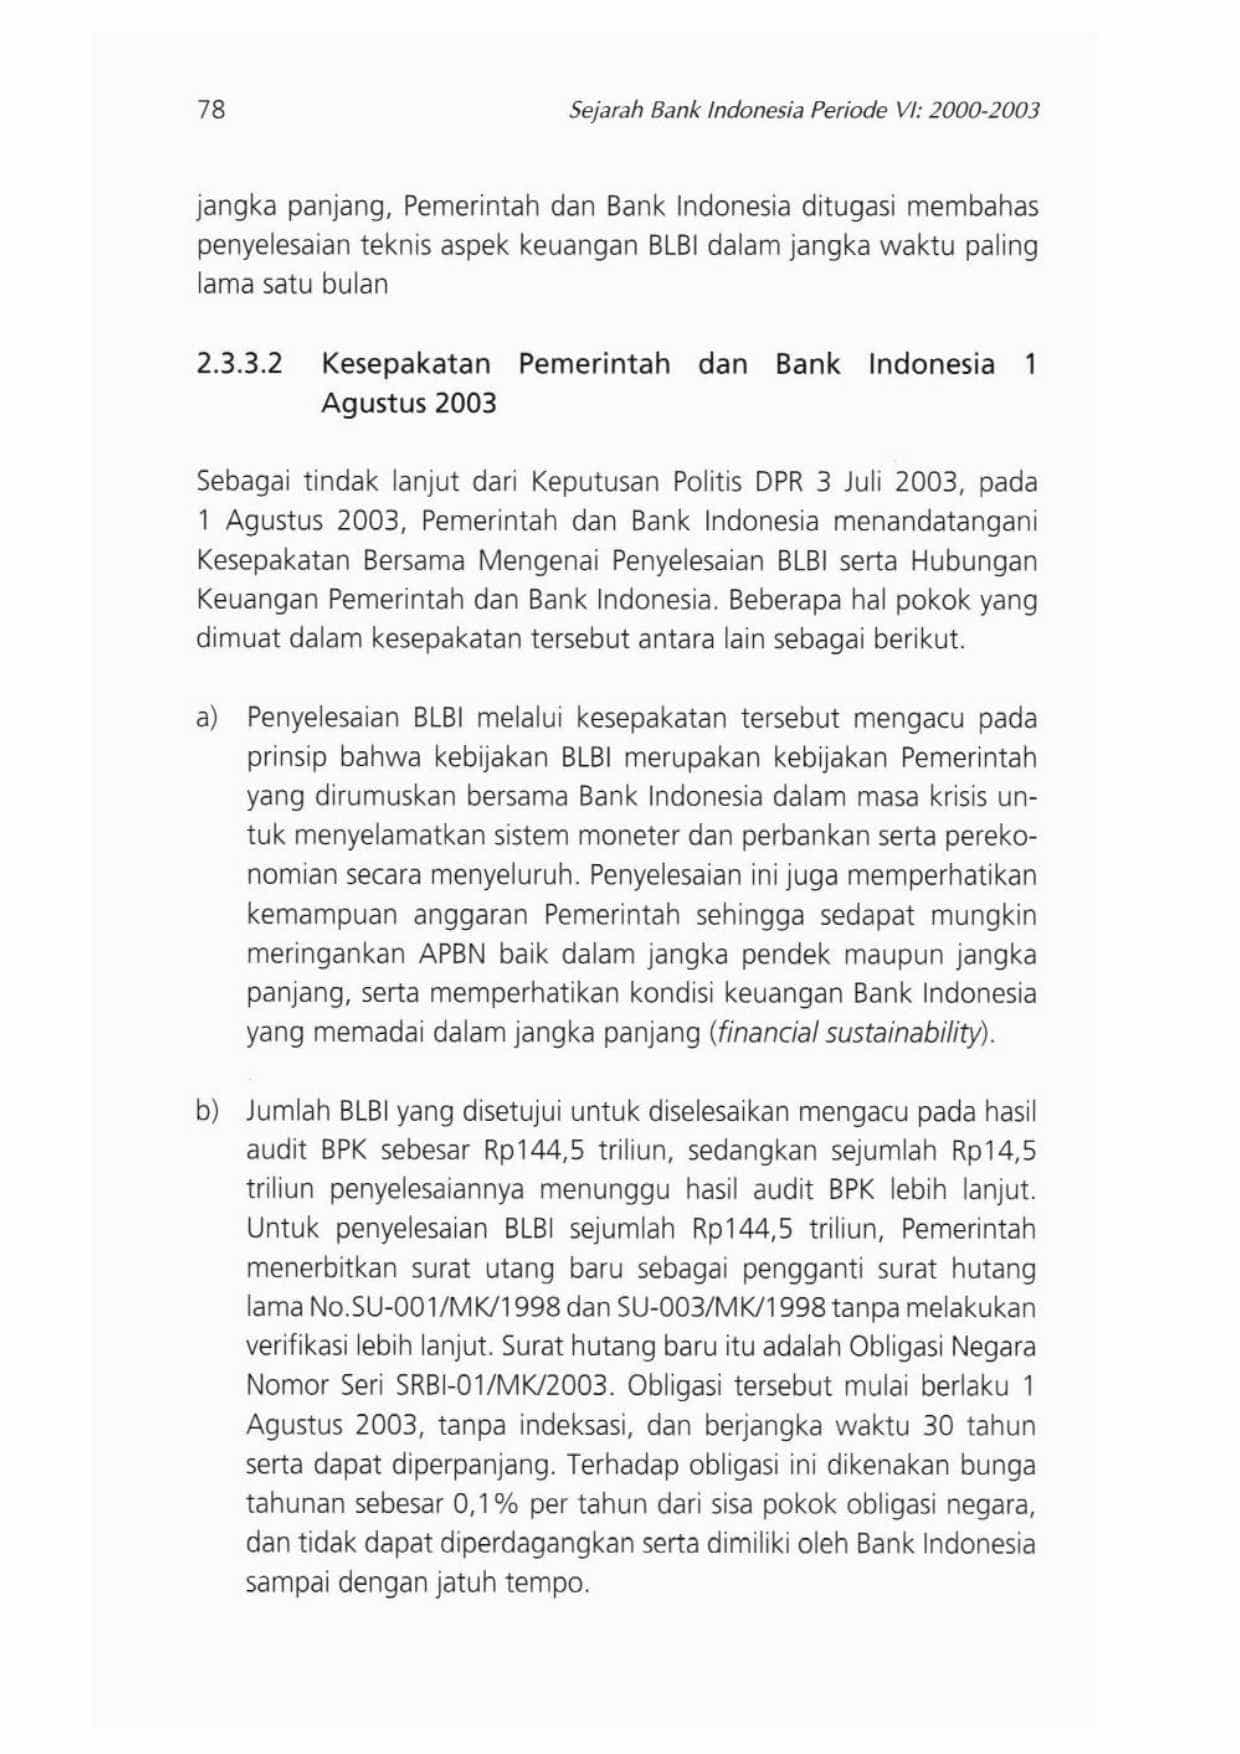 78
Sejarah Bank Indonesia Periode VI: 2000-2003
jangka panjang, Pemerintah dan Bank Indonesia ditugasi membahas
penyelesaian teknis aspek keuangan BLBI dalam jangka waktu paling
lama satu bulan
2.3.3.2 Kesepakatan Pemerintah dan Bank Indonesia 1
Agustus 2003
Sebagai tindak lanjut dari Keputusan Politis DPR 3 Juli 2003, pada
1 Agustus 2003, Pemerintah dan Bank Indonesia menandatangani
Kesepakatan Bersama Mengenai Penyelesaian BLBI serta Hubungan
Keuangan Pemerintah dan Bank Indonesia. Beberapa hal pokok yang
dimuat dalam kesepakatan tersebut antara lain sebagai berikut.
a) Penyelesaian BLBI melalui kesepakatan tersebut mengacu pada
prinsip bahwa kebijakan BLBI merupakan kebijakan Pemerintah
yang dirumuskan bersama Bank Indonesia dalam masa krisis un-
tuk menyelamatkan sistem moneter dan perbankan serta pereko-
nomian secara menyeluruh. Penyelesaian ini juga memperhatikan
kemampuan anggaran Pemerintah sehingga sedapat mungkin
meringankan APBN baik dalam jangka pendek maupun jangka
panjang, serta memperhatikan kondisi keuangan Bank Indonesia
yang memadai dalam jangka panjang (financial sustainability).
b) Jumlah BLBI yang disetujui untuk diselesaikan mengacu pada hasil
audit BPK sebesar Rp144,5 triliun, sedangkan sejumlah Rp14,5
triliun penyelesaiannya menunggu hasil audit BPK lebih lanjut.
Untuk penyelesaian BLBI sejumlah Rp144,5 triliun, Pemerintah
menerbitkan surat utang baru sebagai pengganti surat hutang
lama No.SU-001/MK/1998 dan SU-003/MK/1998 tanpa melakukan
verifikasi lebih lanjut. Surat hutang baru itu adalah Obligasi Negara
Nomor Seri SRBI-01/MK/2003. Obligasi tersebut mulai berlaku 1
Agustus 2003, tanpa indeksasi, dan berjangka waktu 30 tahun
serta dapat diperpanjang. Terhadap obligasi ini dikenakan bunga
tahunan sebesar 0,1% per tahun dari sisa pokok obligasi negara,
dan tidak dapat diperdagangkan serta dimiliki oleh Bank Indonesia
sampai dengan jatuh tempo.